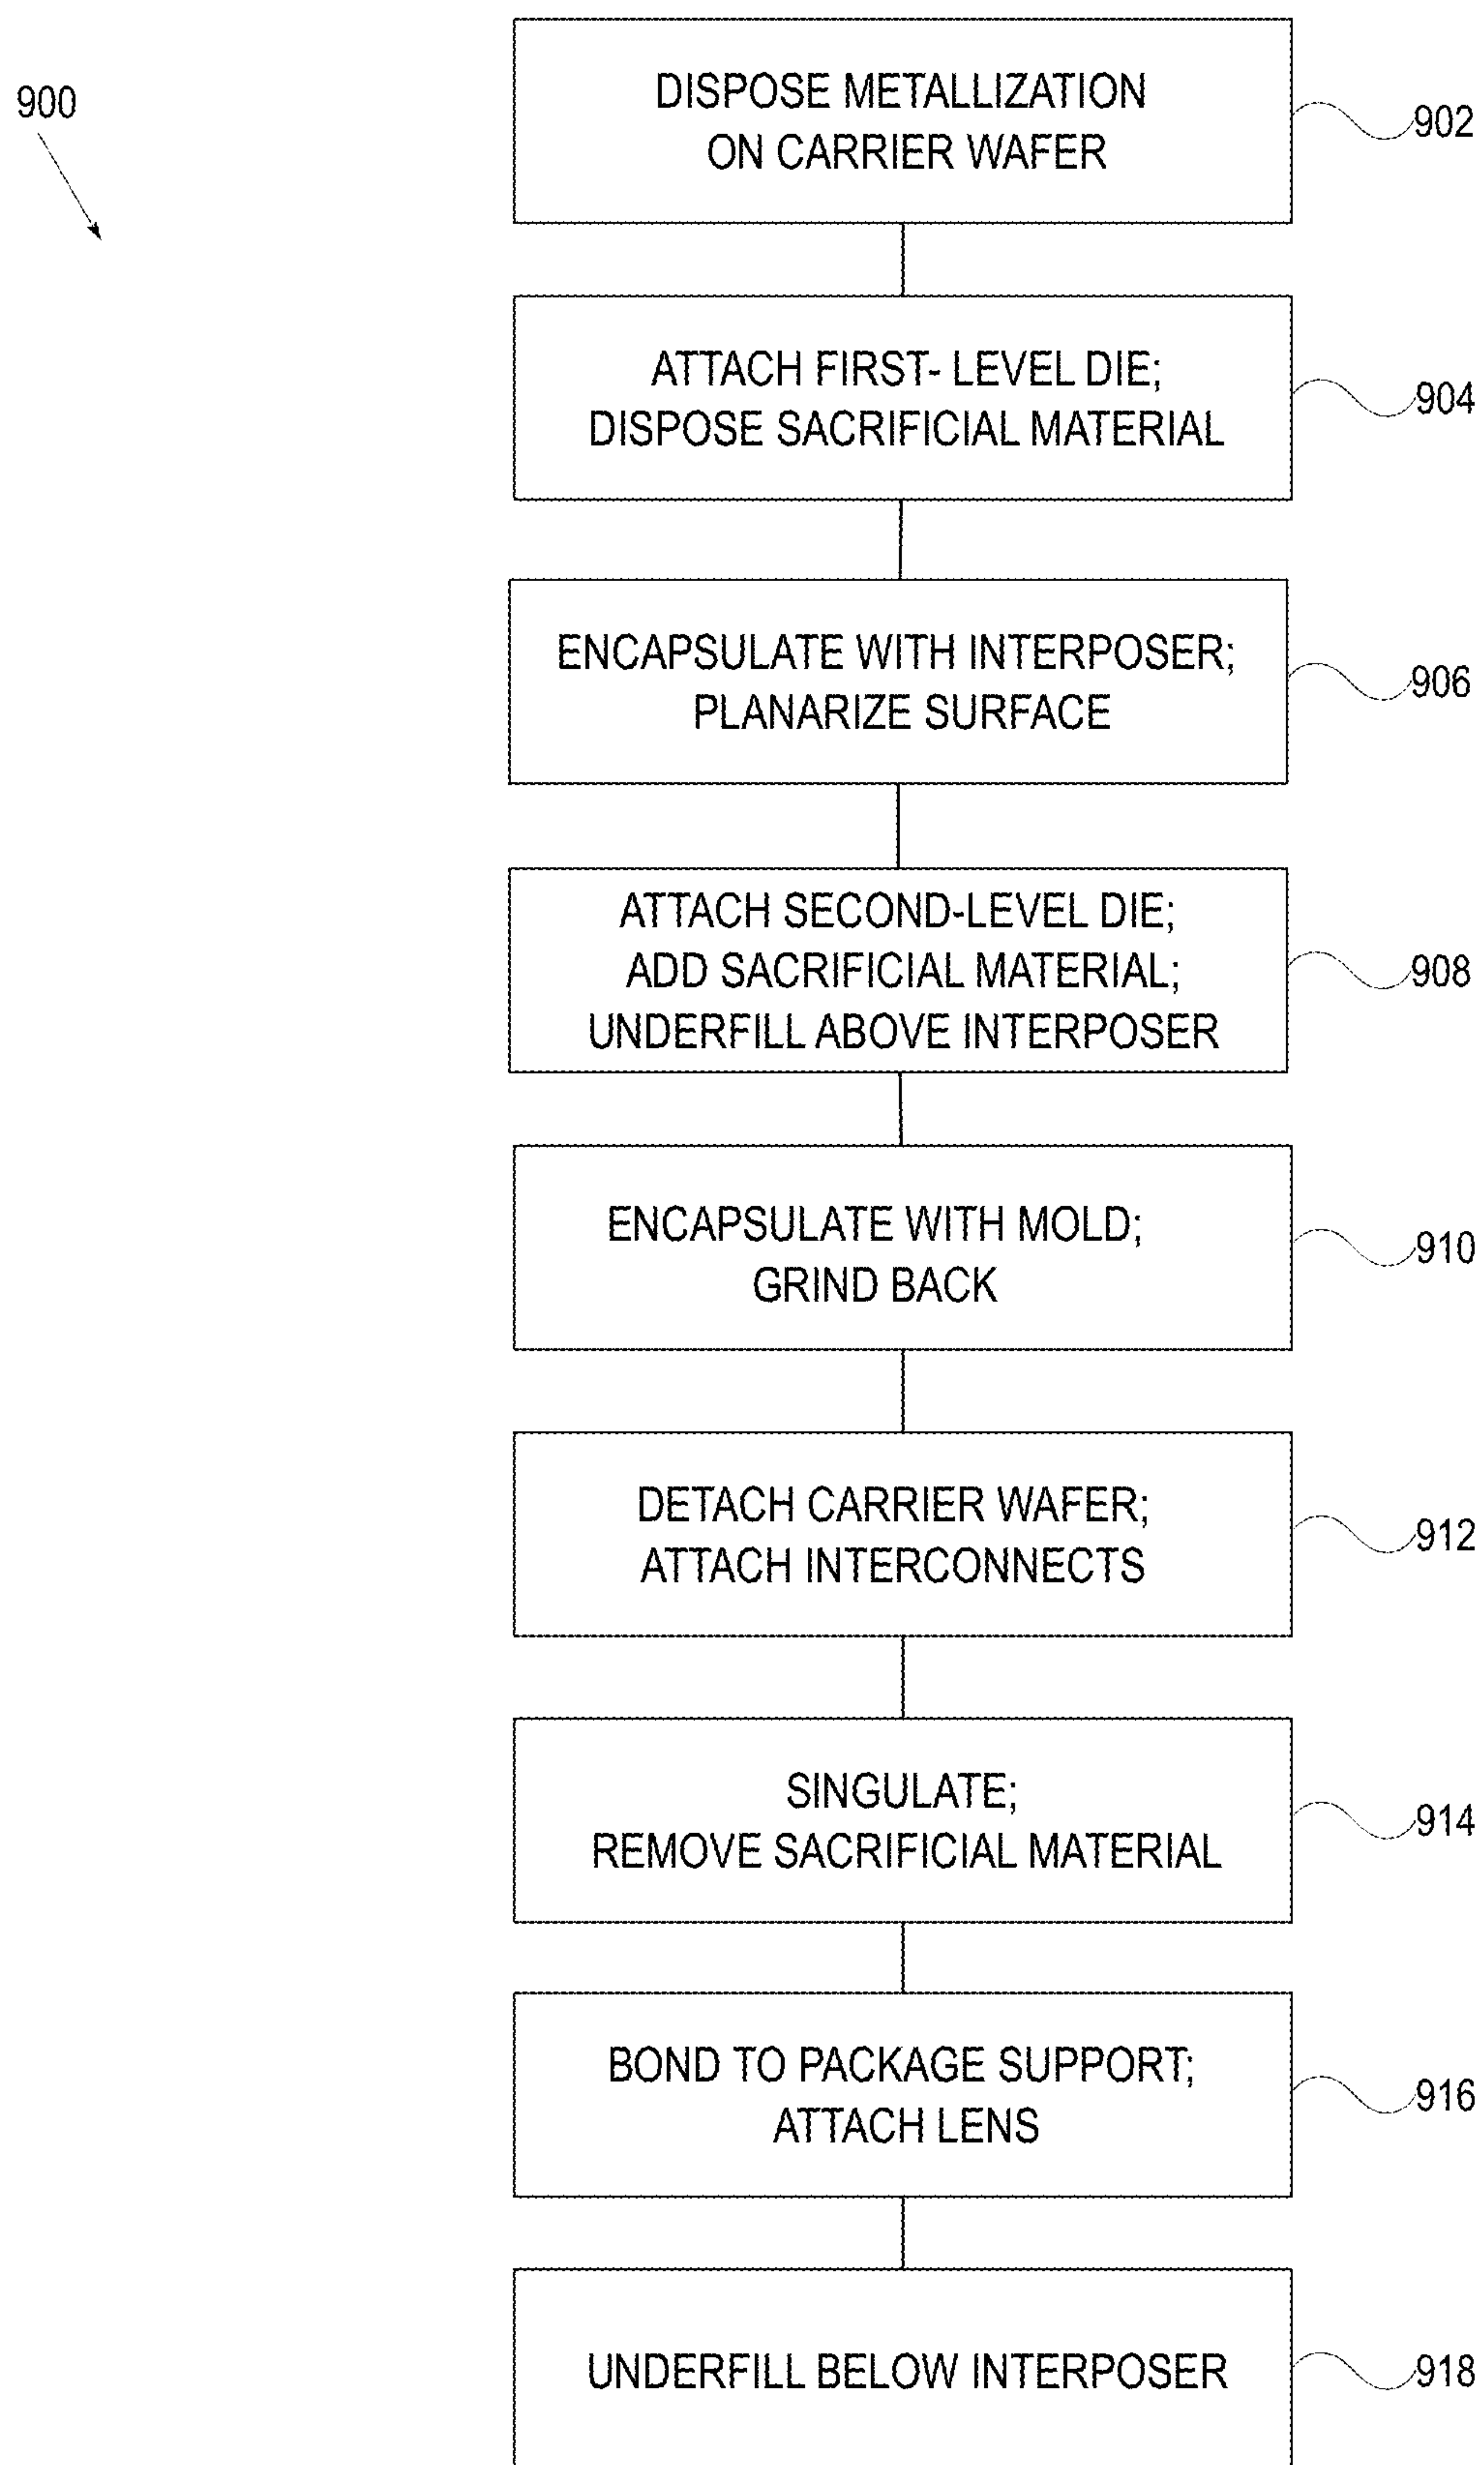 900
DISPOSE METALLIZATION
ON CARRIER WAFER
902
ATTACH FIRST- LEVEL DIE;
DISPOSE SACRIFICIAL MATERIAL
904
ENCAPSULATE WITH INTERPOSER;
PLANARIZE SURFACE
906
ATTACH SECOND-LEVEL DIE;
ADD SACRIFICIAL MATERIAL;
UNDERFILL ABOVE INTERPOSER
908
ENCAPSULATE WITH MOLD;
GRIND BACK
910
DETACH CARRIER WAFER;
ATTACH INTERCONNECTS
912
SINGULATE;
REMOVE SACRIFICIAL MATERIAL
914
BOND TO PACKAGE SUPPORT;
ATTACH LENS
916
UNDERFILL BELOW INTERPOSER
918